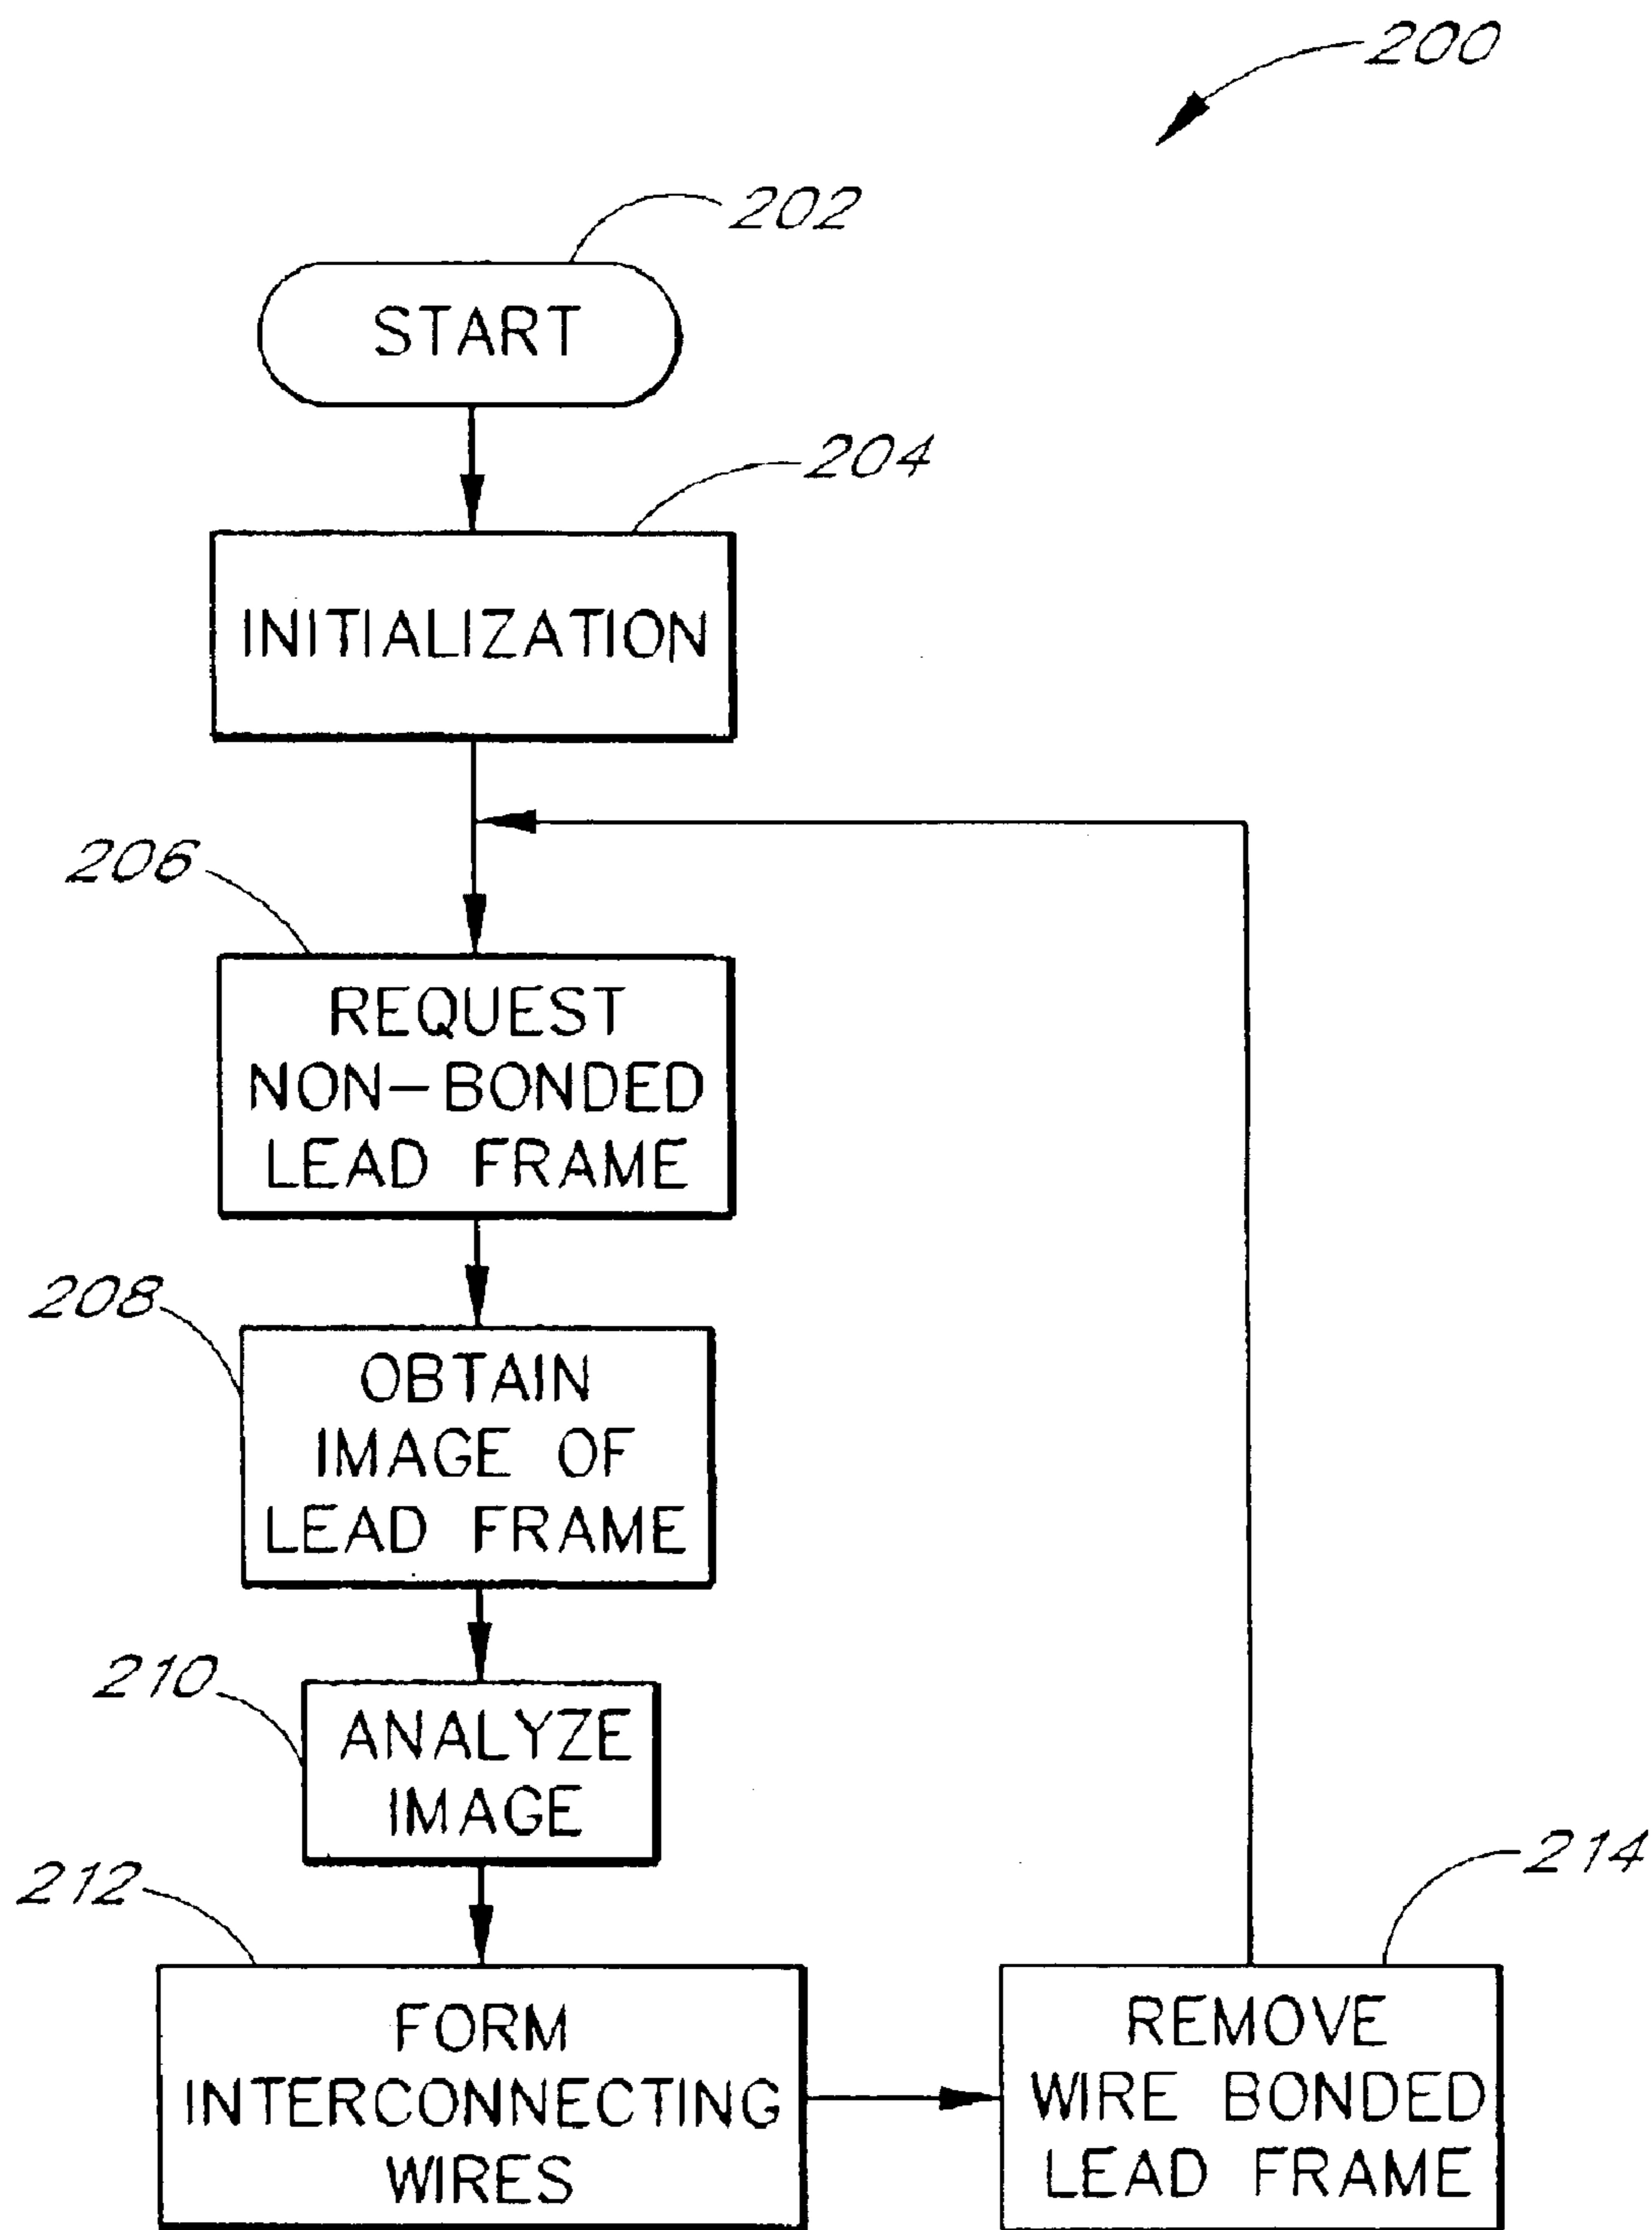 200
202
START
204
INITIALIZATION
206
REQUEST
NON-BONDED
LEAD FRAME
208
OBTAIN
IMAGE OF
LEAD FRAME
210
ANALYZE
IMAGE
212
FORM
INTERCONNECTING
WIRES
214
REMOVE
WIRE BONDED
LEAD FRAME